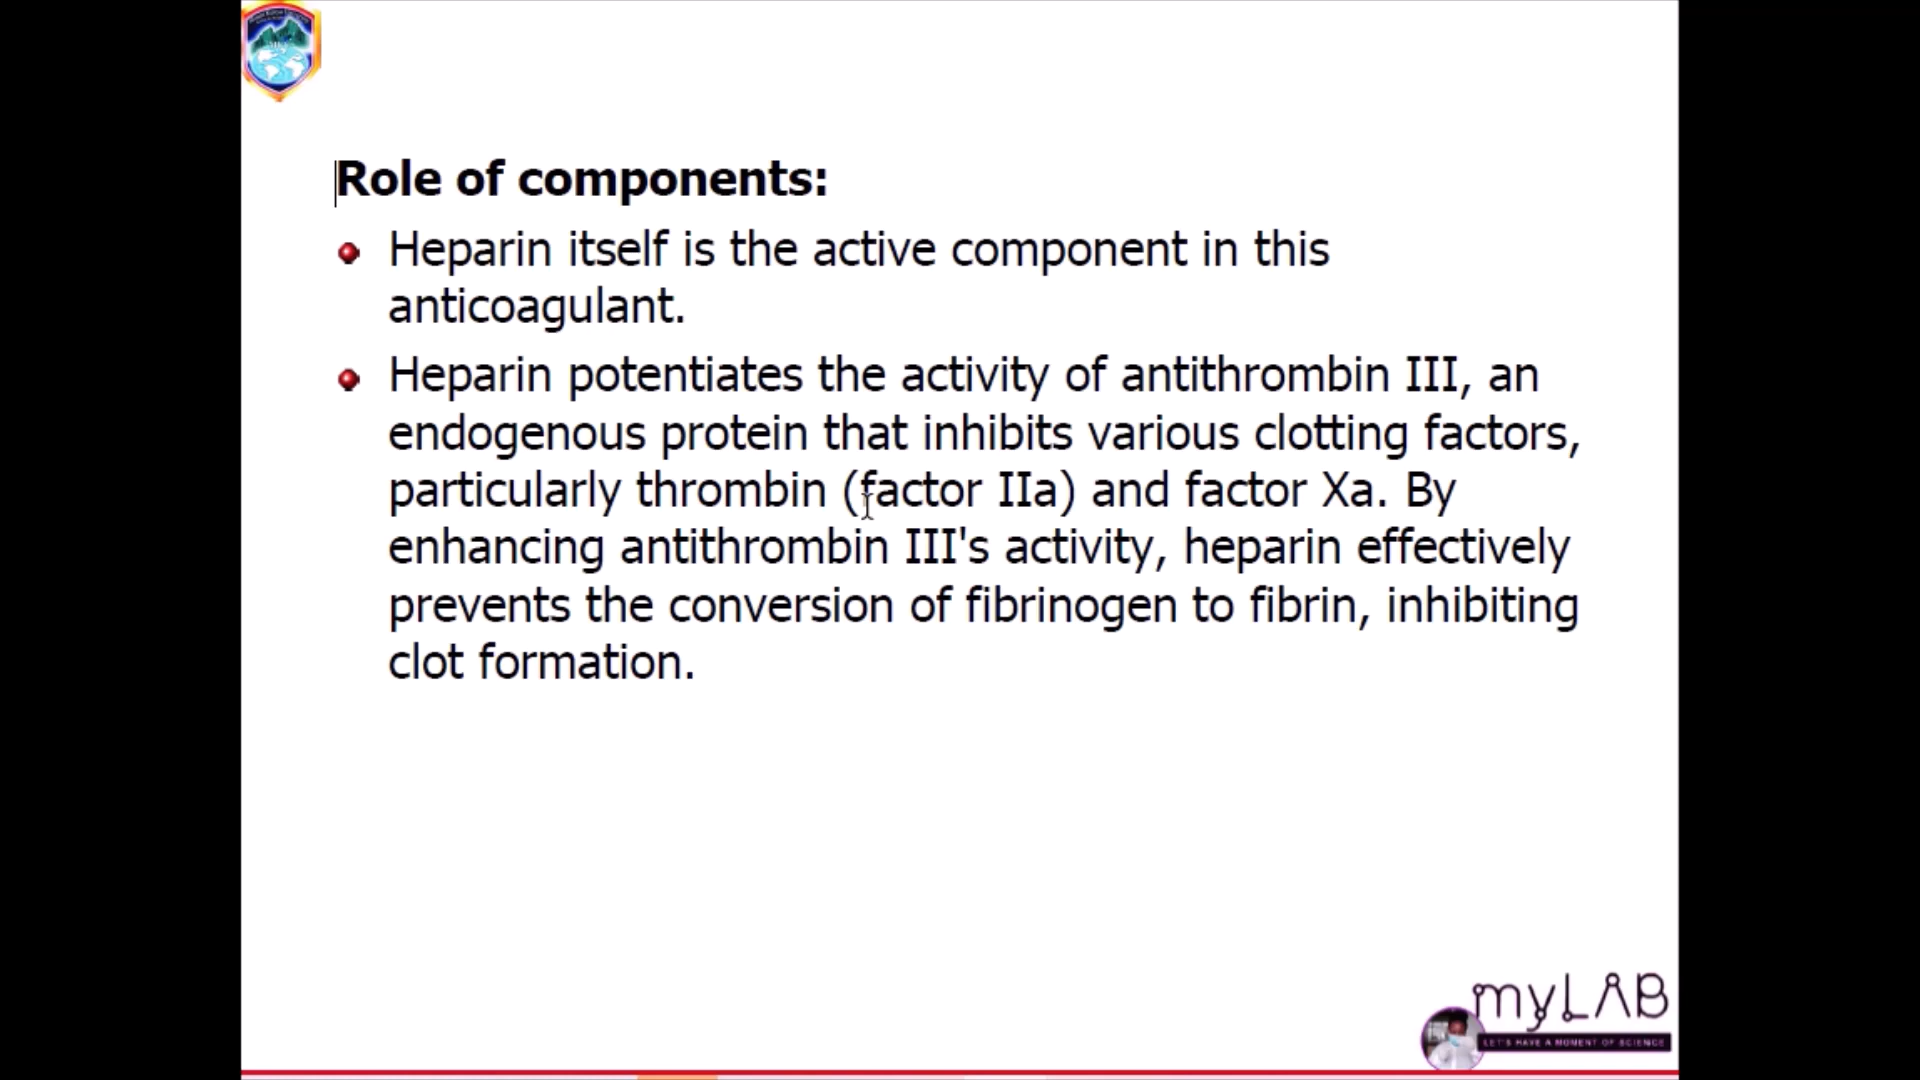 Role of components:
Heparin itself is the active component in this
anticoagulant.
Heparin potentiates the activity of antithrombin III, an
endogenous protein that inhibits various clotting factors,
particularly thrombin (factor IIa) and factor Xa. By
enhancing antithrombin III's activity, heparin effectively
prevents the conversion of fibrinogen to fibrin, inhibiting
clot formation.
myLAB
LET'S HAVE A MOMENT OF SCIENCE